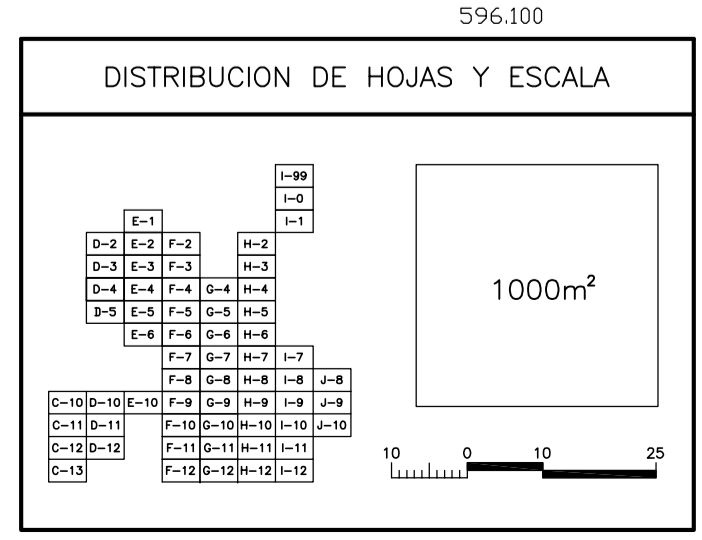 596.100
DISTRIBUCION DE HOJAS Y ESCALA
I-99
I-0
E-1 I-1
D-2 E-2 F-2 H-2
D-3 E-3 F-3 H-3
D-4 E-4 F-4 G-4 H-4
D-5 E-5 F-5 G-5 H-5
E-6 F-6 G-6 H-6
F-7 G-7 H-7 I-7
F-8 G-8 H-8 I-8 J-8
C-10 D-10 E-10 F-9 G-9 H-9 I-9 J-9
C-11 D-11 F-10 G-10 H-10 I-10 J-10
C-12 D-12 F-11 G-11 H-11 I-11
C-13 F-12 G-12 H-12 I-12
1000m²
10 0 10 25